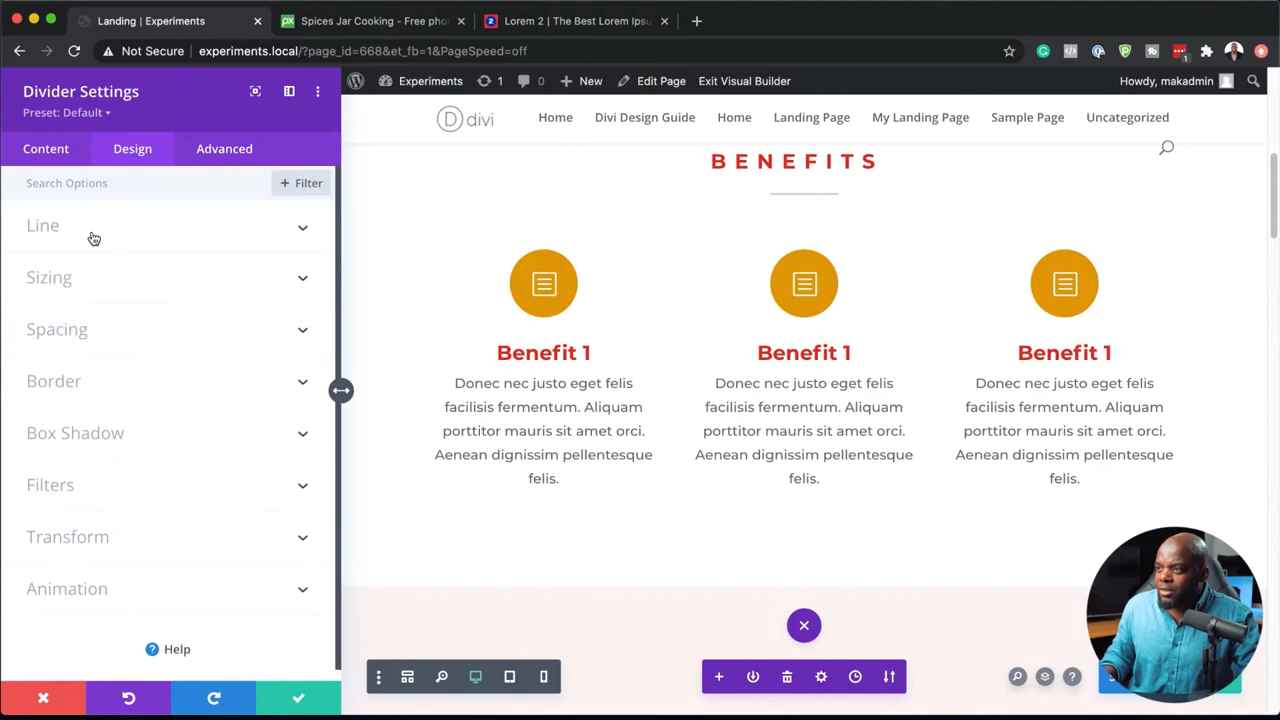 Landing | Experiments
Spices Jar Cooking - Free phot
Lorem 2 | The Best Lorem Ipsu
Not Secure
experiments.local/?page_id=668&et_fb=1&PageSpeed=off
Divider Settings
Preset: Default
Content
Design
Advanced
Search Options
+ Filter
Line
Sizing
Spacing
Border
Box Shadow
Filters
Transform
Animation
Help
Experiments
1
0
New
Edit Page
Exit Visual Builder
Howdy, makadmin
divi
Home
Divi Design Guide
Home
Landing Page
My Landing Page
Sample Page
Uncategorized
BENEFITS
Benefit 1
Donec nec justo eget felis
facilisis fermentum. Aliquam
porttitor mauris sit amet orci.
Aenean dignissim pellentesque
felis.
Benefit 1
Donec nec justo eget felis
facilisis fermentum. Aliquam
porttitor mauris sit amet orci.
Aenean dignissim pellentesque
felis.
Benefit 1
Donec nec justo eget felis
facilisis fermentum. Aliquam
porttitor mauris sit amet orci.
Aenean dignissim pellentesque
felis.